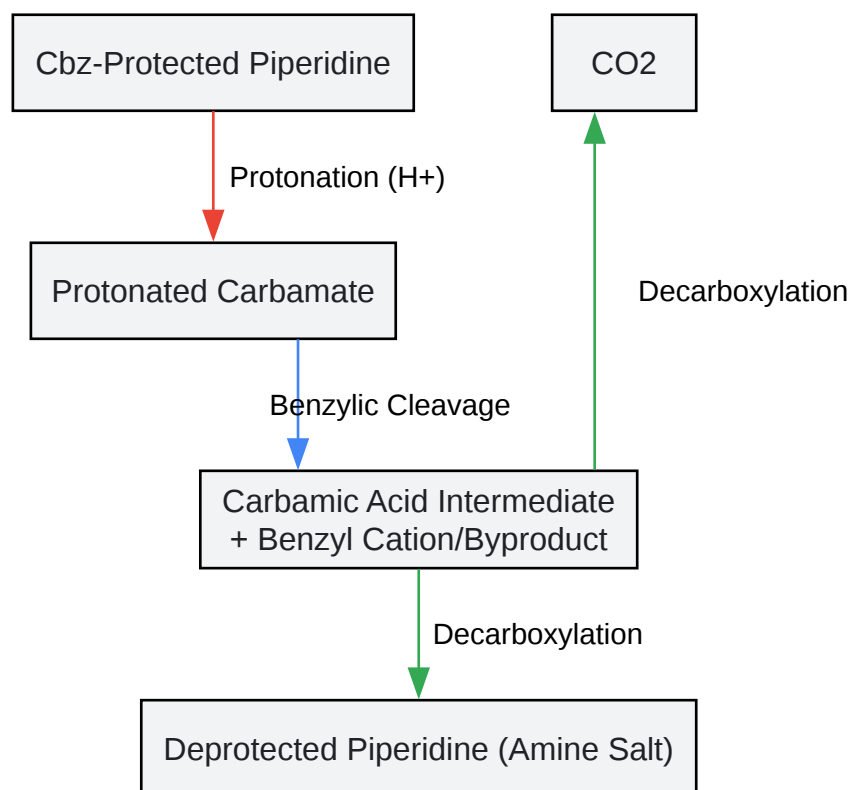 Cbz-Protected Piperidine
CO2
Protonation (H+)
Protonated Carbamate
Decarboxylation
Benzylic Cleavage
Carbamic Acid Intermediate
+ Benzyl Cation/Byproduct
Decarboxylation
Deprotected Piperidine (Amine Salt)